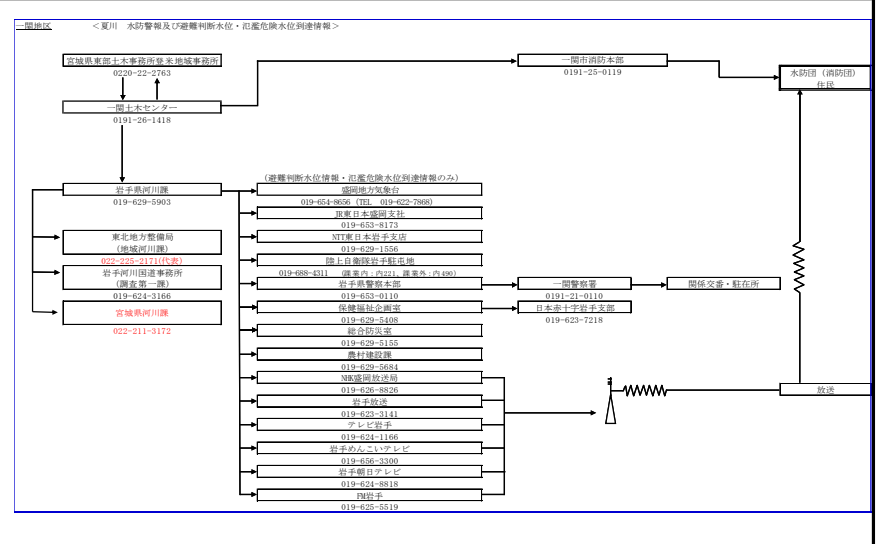 一関地区
＜夏川　水防警報及び避難判断水位・氾濫危険水位到達情報＞
宮城県東部土木事務所登米地域事務所
0220-22-2763
一関市消防本部
0191-25-0119
水防団（消防団）
住民
一関土木センター
0191-26-1418
岩手県河川課
019-629-5903
東北地方整備局
(地域河川課)
022-225-2171(代表)
岩手河川国道事務所
(調査第一課)
019-624-3166
宮城県河川課
022-211-3172
(避難判断水位情報・氾濫危険水位到達情報のみ)
盛岡地方気象台
019-654-8656 (TEL　019-622-7868)
JR東日本盛岡支社
019-653-8173
NTT東日本岩手支店
019-629-1556
陸上自衛隊岩手駐屯地
019-688-4311　(課業内：内221、課業外：内490)
岩手県警察本部
019-653-0110
一関警察署
0191-21-0110
関係交番・駐在所
保健福祉企画室
019-629-5408
日本赤十字岩手支部
019-623-7218
総合防災室
019-629-5155
農村建設課
019-629-5684
NHK盛岡放送局
019-626-8826
岩手放送
019-623-3141
テレビ岩手
019-624-1166
岩手めんこいテレビ
019-656-3300
岩手朝日テレビ
019-624-8818
FM岩手
019-625-5519
放送